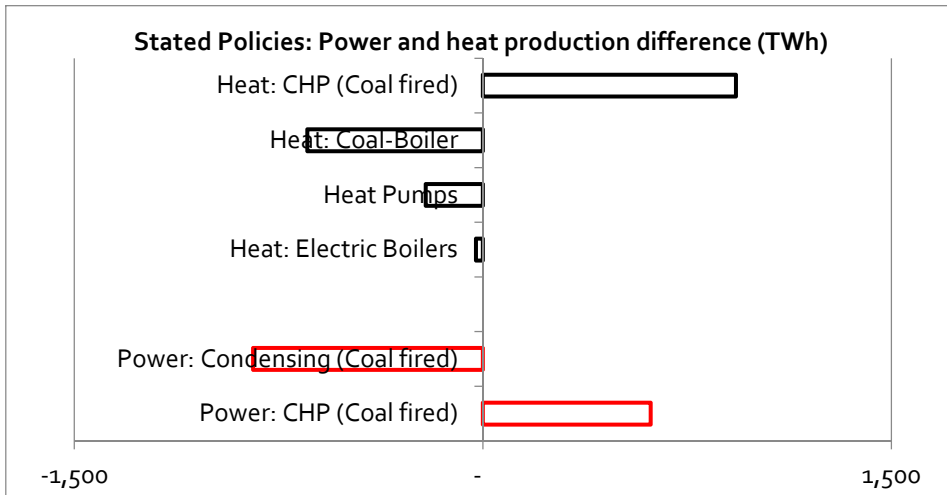 Stated Policies: Power and heat production difference (TWh)
Heat: CHP (Coal fired)
Heat: Coal-Boiler
Heat Pumps
Heat: Electric Boilers
Power: Condensing (Coal fired)
Power: CHP (Coal fired)
-1,500 - 1,500